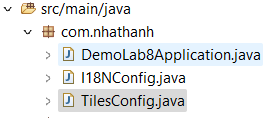 src/main/java
com.nhathanh
DemoLab8Application.java
I18NConfig.java
TilesConfig.java